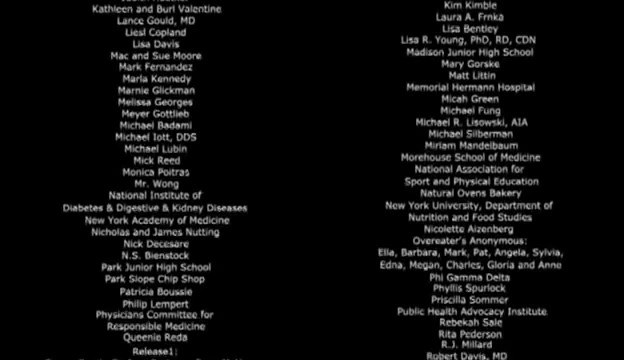 Kathleen and Burl Valentine
Lance Gould, MD
Liesl Copland
Lisa Davis
Mac and Sue Moore
Mark Fernandez
Marla Kennedy
Marnie Glickman
Melissa Georges
Meyer Gottlieb
Michael Badami
Michael Iott, DDS
Michael Lubin
Mick Reed
Monica Poitras
Mr. Wong
National Institute of
Diabetes & Digestive & Kidney Diseases
New York Academy of Medicine
Nicholas and James Nutting
Nick Decesare
N.S. Bienstock
Park Junior High School
Park Slope Chip Shop
Patricia Boussie
Philip Lempert
Physicians Committee for
Responsible Medicine
Queenie Reda
Release1:
Kim Kimble
Laura A. Frnka
Lisa Bentley
Lisa R. Young, PhD, RD, CDN
Madison Junior High School
Mary Gorske
Matt Littin
Memorial Hermann Hospital
Micah Green
Michael Fung
Michael R. Lisowski, AIA
Michael Silberman
Miriam Mandelbaum
Morehouse School of Medicine
National Association for
Sport and Physical Education
Natural Ovens Bakery
New York University, Department of
Nutrition and Food Studies
Nicolette Aizenberg
Overeater's Anonymous:
Ella, Barbara, Mark, Pat, Angela, Sylvia,
Edna, Megan, Charles, Gloria and Anne
Phi Gamma Delta
Phyllis Spurlock
Priscilla Sommer
Public Health Advocacy Institute
Rebekah Sale
Rita Pederson
R.J. Millard
Robert Davis, MD